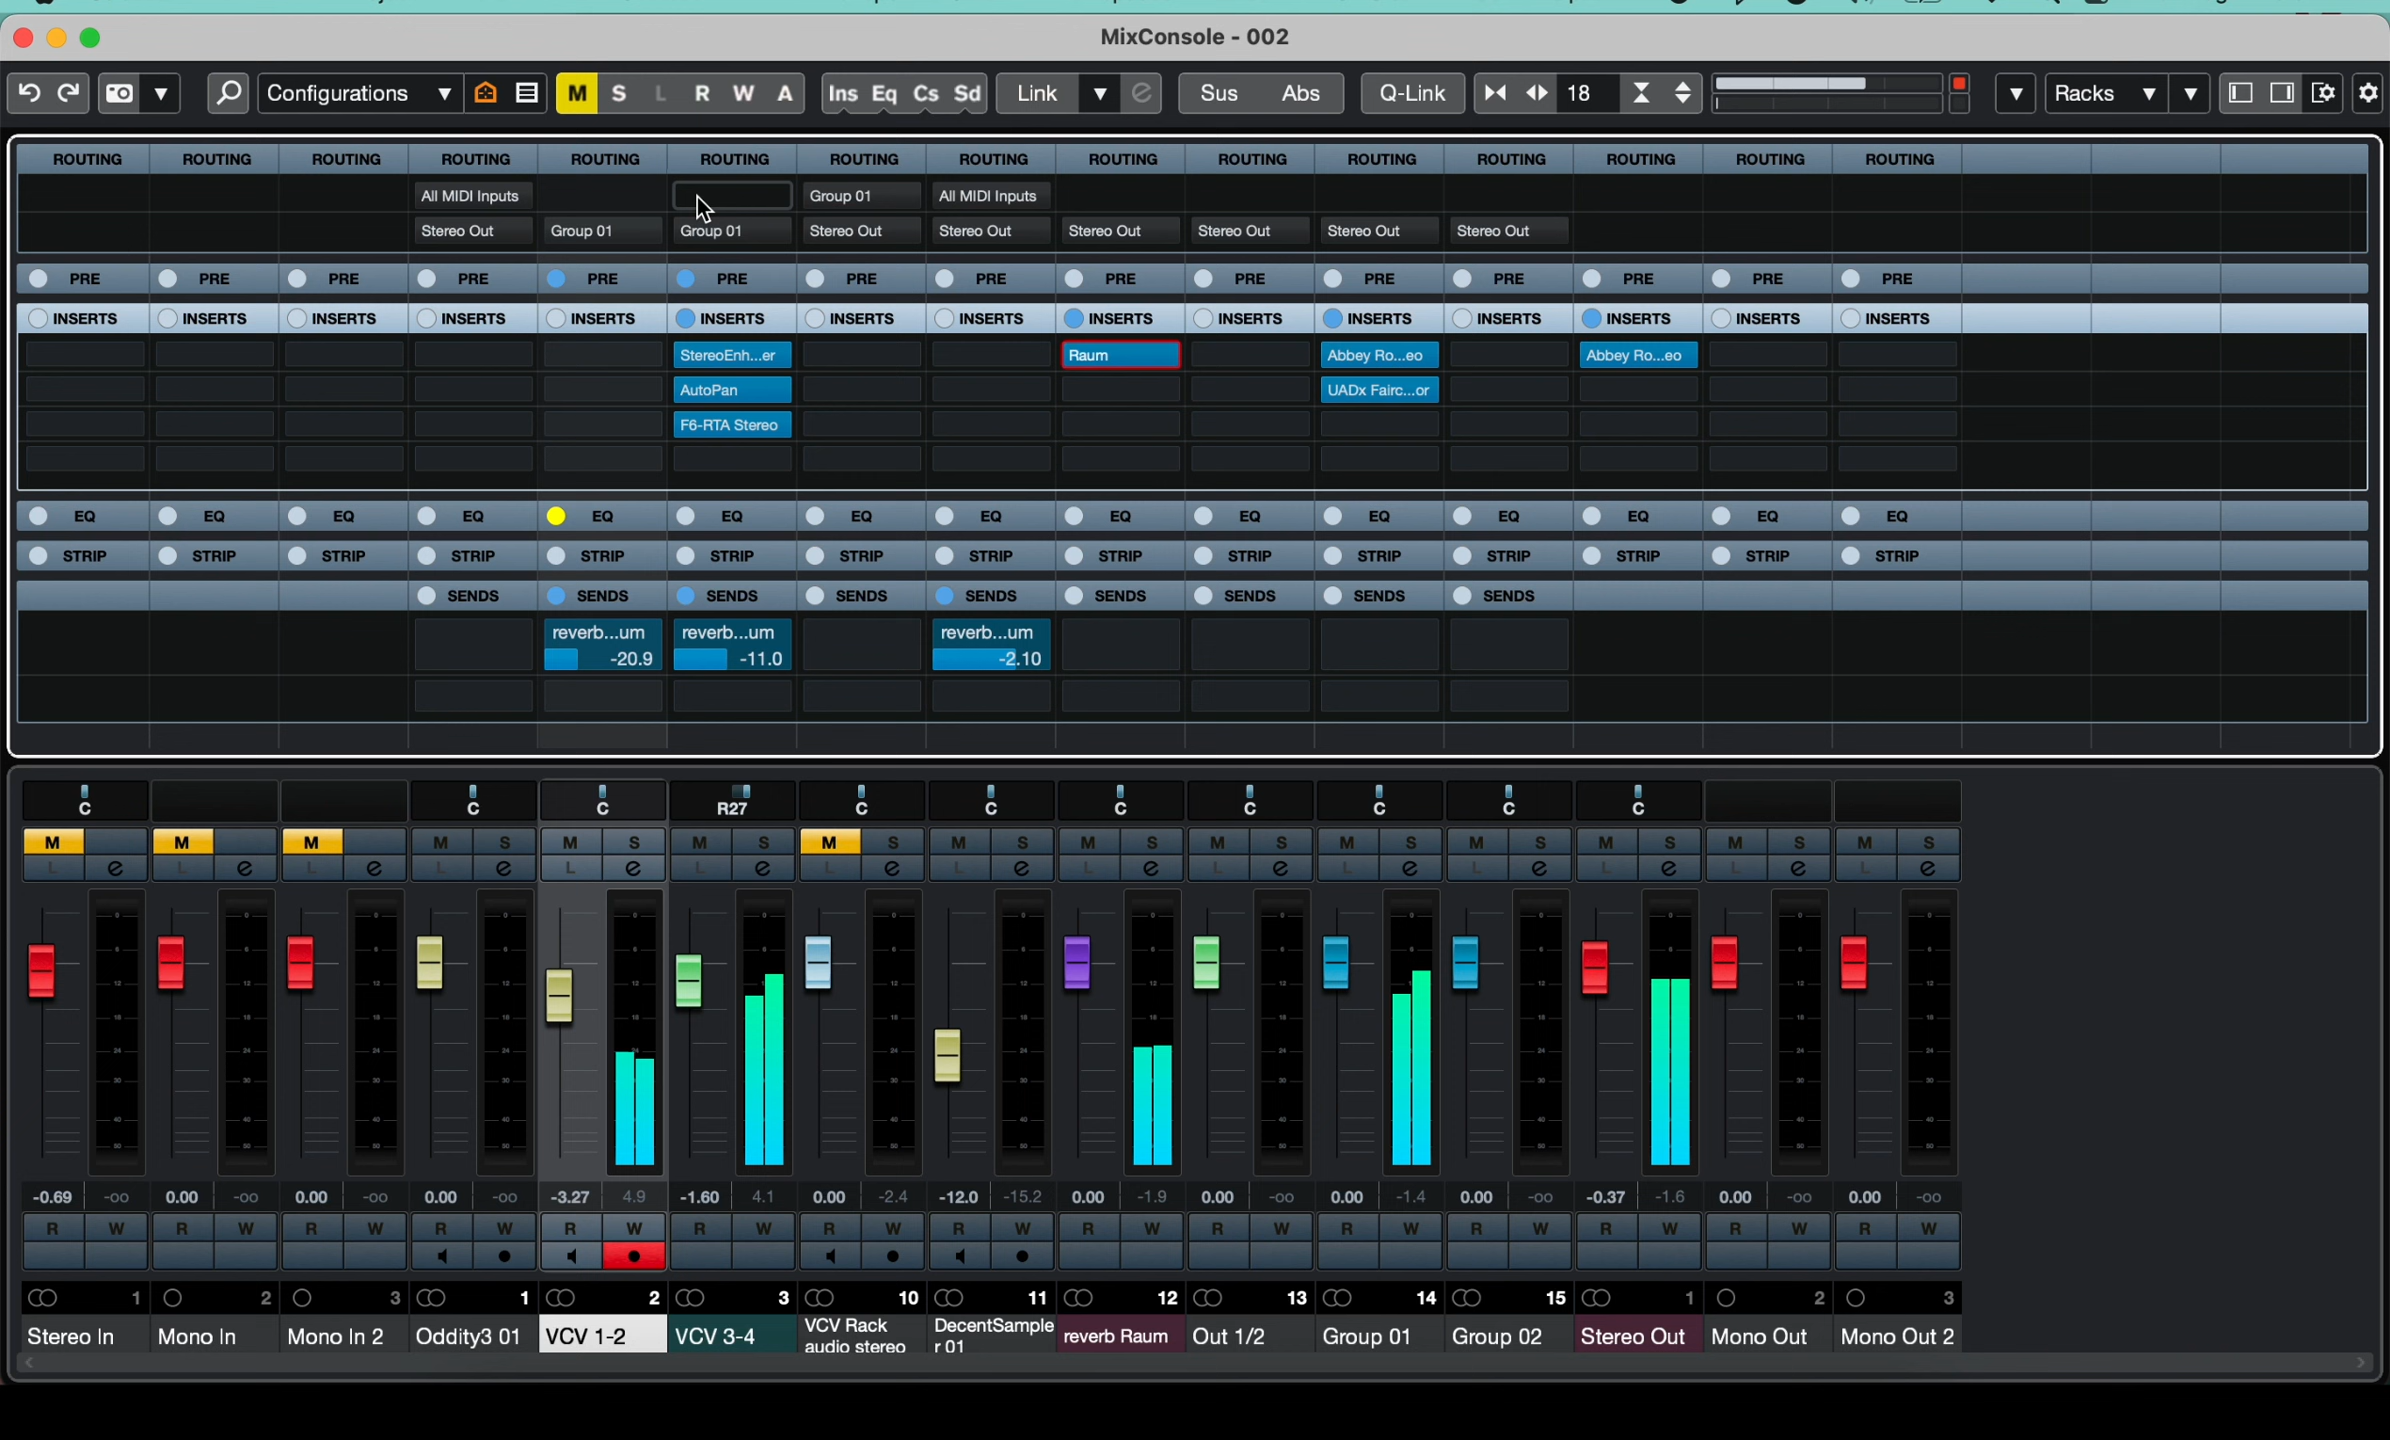 MixConsole - 002
Configurations M S L R W A Ins Eq Cs Sd Link e Sus Abs Q-Link 18 Racks
ROUTING ROUTING ROUTING ROUTING ROUTING ROUTING ROUTING ROUTING ROUTING ROUTING ROUTING ROUTING ROUTING ROUTING ROUTING
All MIDI Inputs Group 01 All MIDI Inputs
Stereo Out Group 01 Group 01 Stereo Out Stereo Out Stereo Out Stereo Out Stereo Out Stereo Out
PRE PRE PRE PRE PRE PRE PRE PRE PRE PRE PRE PRE PRE PRE PRE
INSERTS INSERTS INSERTS INSERTS INSERTS INSERTS INSERTS INSERTS INSERTS INSERTS INSERTS INSERTS INSERTS INSERTS INSERTS
StereoEnh...er Raum Abbey Ro...eo Abbey Ro...eo
AutoPan UADx Fairc...or
F6-RTA Stereo
EQ EQ EQ EQ EQ EQ EQ EQ EQ EQ EQ EQ EQ EQ EQ
STRIP STRIP STRIP STRIP STRIP STRIP STRIP STRIP STRIP STRIP STRIP STRIP STRIP STRIP STRIP
SENDS SENDS SENDS SENDS SENDS SENDS SENDS SENDS SENDS
reverb...um reverb...um reverb...um
-20.9 -11.0 -2.10
C C C R27 C C C C C C C
M M M M S M S M S M S M S M S M S M S M S M S M S M S
L e L e L e L e L e L e L e L e L e L e L e L e L e L e L e
-0.69 -oo 0.00 -oo 0.00 -oo 0.00 -oo -3.27 4.9 -1.60 4.1 0.00 -2.4 -12.0 -15.2 0.00 -1.9 0.00 -oo 0.00 -1.4 0.00 -oo -0.37 -1.6 0.00 -oo 0.00 -oo
R W R W R W R W R W R W R W R W R W R W R W R W R W R W R W
1 2 3 1 2 3 10 11 12 13 14 15 1 2 3
Stereo In Mono In Mono In 2 Oddity3 01 VCV 1-2 VCV 3-4 VCV Rack audio stereo DecentSampler 01 reverb Raum Out 1/2 Group 01 Group 02 Stereo Out Mono Out Mono Out 2